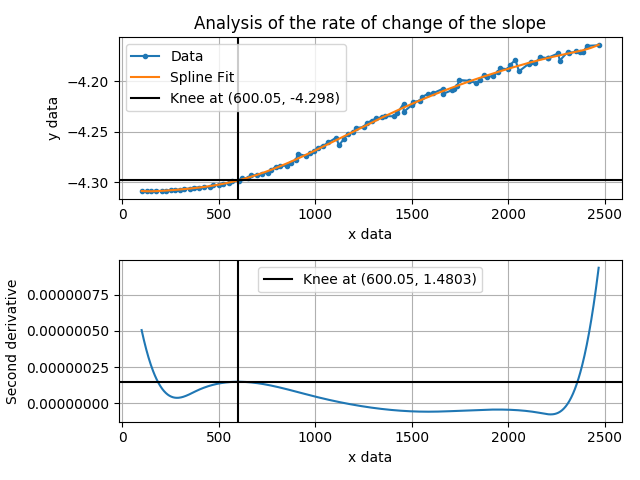 Analysis of the rate of change of the slope
Data
Spline Fit
Knee at (600.05, -4.298)
−4.20
−4.25
−4.30
y data
0 500 1000 1500 2000 2500
x data
Knee at (600.05, 1.4803)
0.00000075
0.00000050
0.00000025
0.00000000
Second derivative
0 500 1000 1500 2000 2500
x data